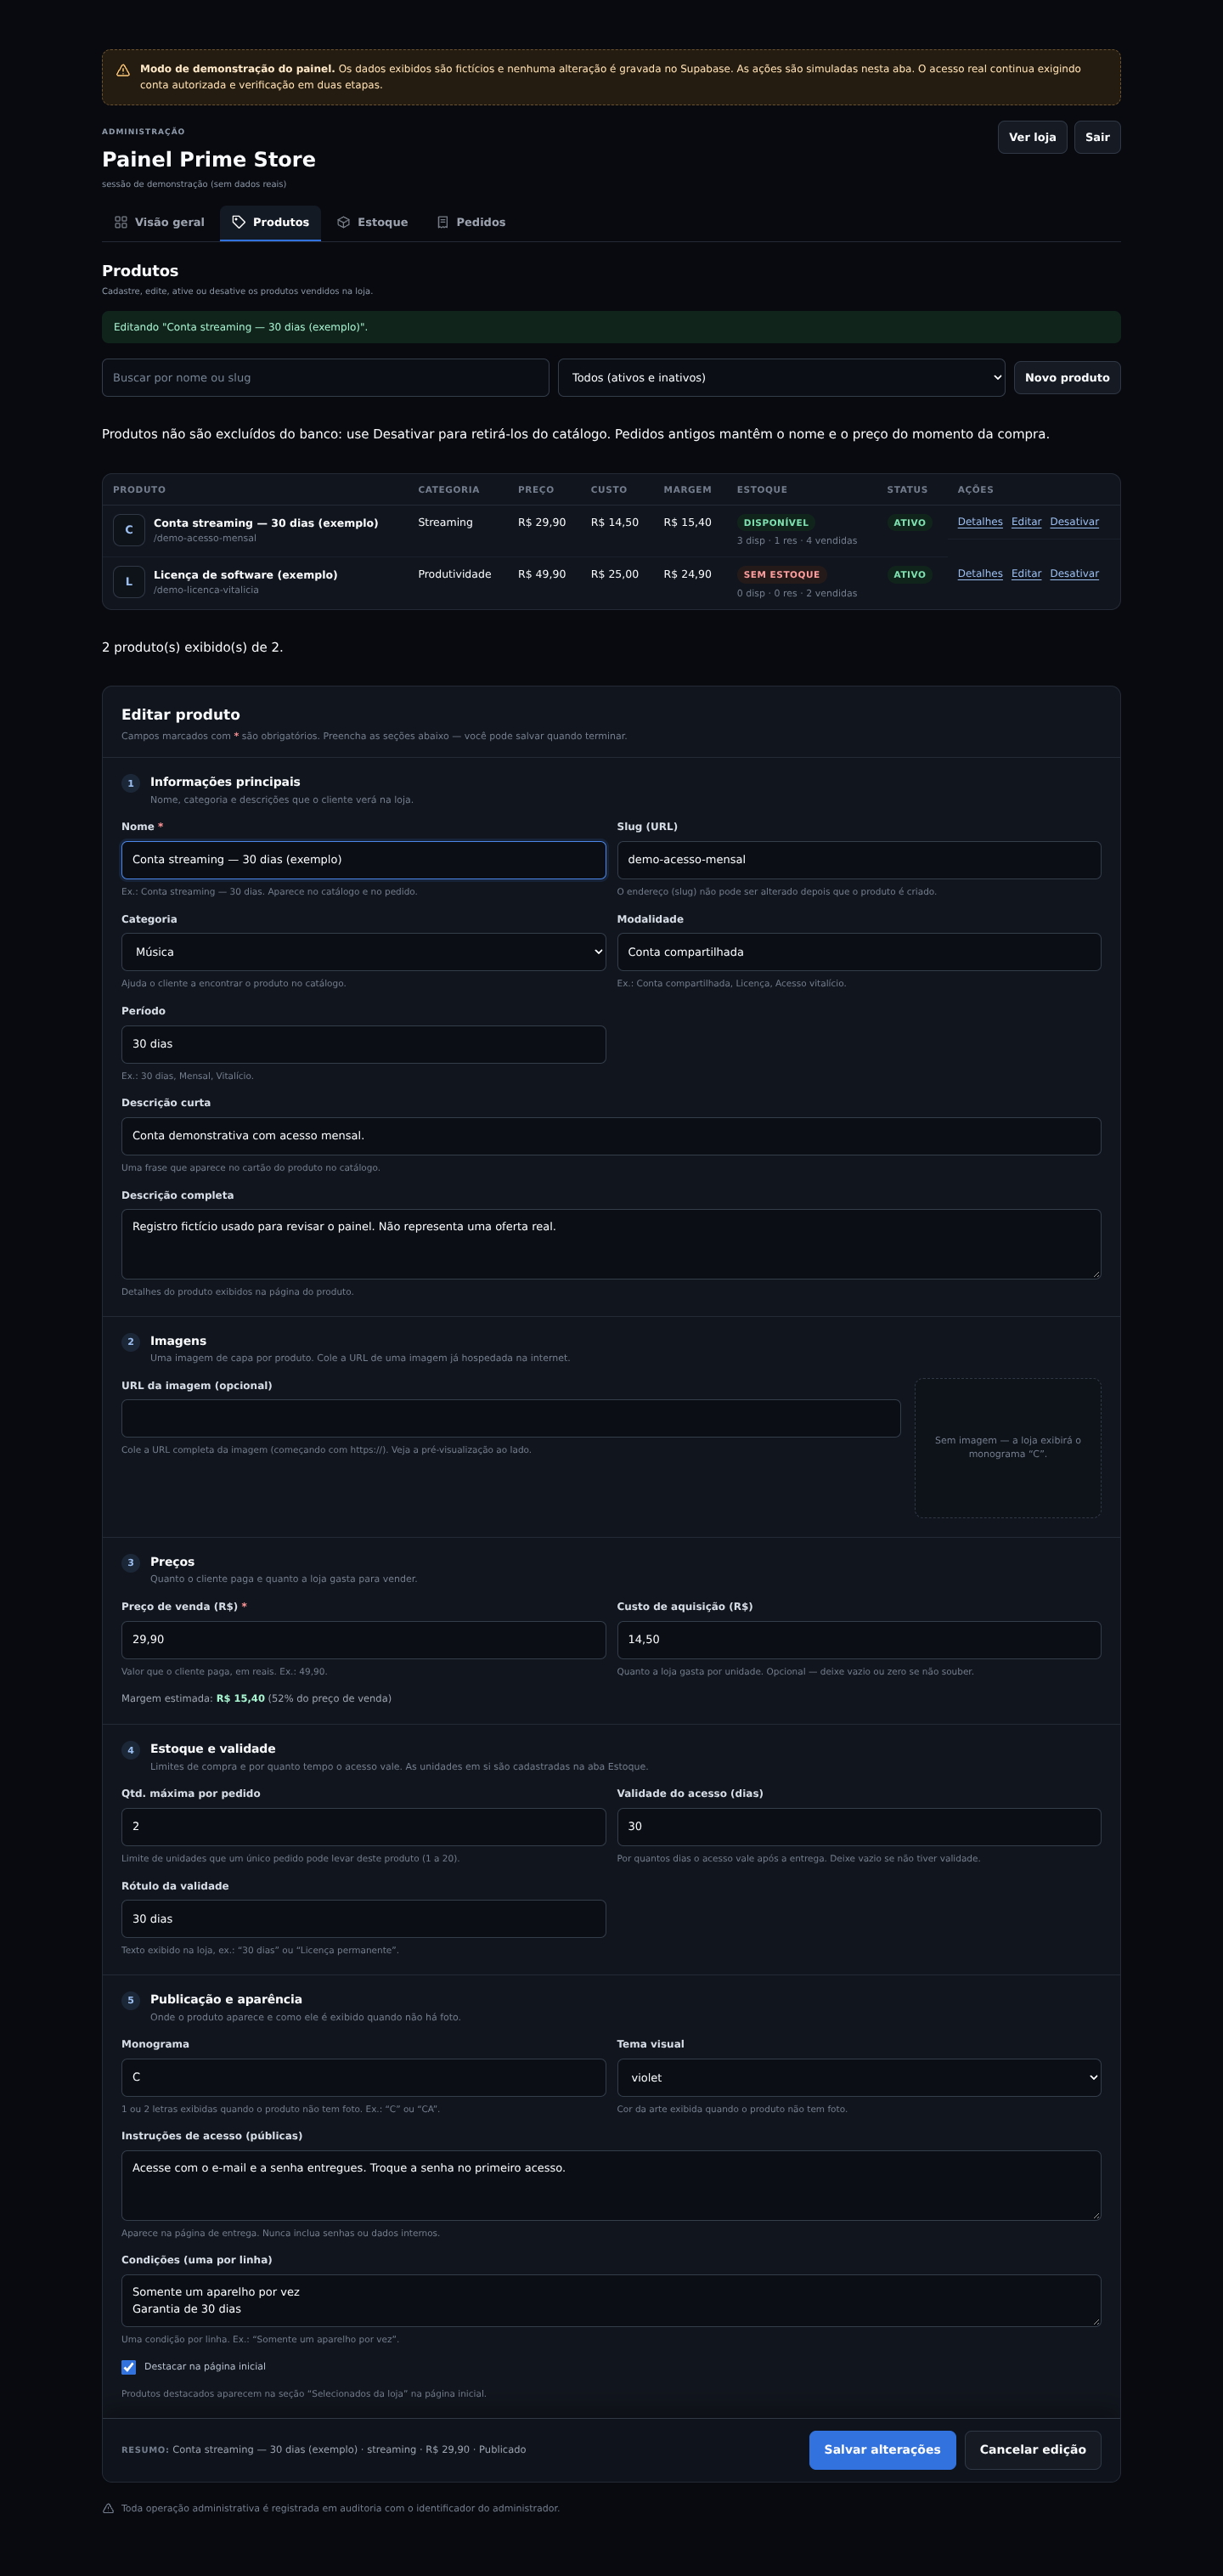 Modo de demonstração do painel. Os dados exibidos são fictícios e nenhuma alteração é gravada no Supabase. As ações são simuladas nesta aba. O acesso real continua exigindo
conta autorizada e verificação em duas etapas.
ADMINISTRAÇÃO
Painel Prime Store
sessão de demonstração (sem dados reais)
Ver loja
Sair
Visão geral
Produtos
Estoque
Pedidos
Produtos
Cadastre, edite, ative ou desative os produtos vendidos na loja.
Editando "Conta streaming — 30 dias (exemplo)".
Buscar por nome ou slug
Todos (ativos e inativos)
Novo produto
Produtos não são excluídos do banco: use Desativar para retirá-los do catálogo. Pedidos antigos mantêm o nome e o preço do momento da compra.
PRODUTO CATEGORIA PREÇO CUSTO MARGEM ESTOQUE STATUS AÇÕES
C Conta streaming — 30 dias (exemplo) Streaming R$ 29,90 R$ 14,50 R$ 15,40 DISPONÍVEL ATIVO Detalhes Editar Desativar
/demo-acesso-mensal 3 disp · 1 res · 4 vendidas
L Licença de software (exemplo) Produtividade R$ 49,90 R$ 25,00 R$ 24,90 SEM ESTOQUE ATIVO Detalhes Editar Desativar
/demo-licenca-vitalicia 0 disp · 0 res · 2 vendidas
2 produto(s) exibido(s) de 2.
Editar produto
Campos marcados com * são obrigatórios. Preencha as seções abaixo — você pode salvar quando terminar.
1 Informações principais
Nome, categoria e descrições que o cliente verá na loja.
Nome *
Conta streaming — 30 dias (exemplo)
Ex.: Conta streaming — 30 dias. Aparece no catálogo e no pedido.
Slug (URL)
demo-acesso-mensal
O endereço (slug) não pode ser alterado depois que o produto é criado.
Categoria
Música
Ajuda o cliente a encontrar o produto no catálogo.
Modalidade
Conta compartilhada
Ex.: Conta compartilhada, Licença, Acesso vitalício.
Período
30 dias
Ex.: 30 dias, Mensal, Vitalício.
Descrição curta
Conta demonstrativa com acesso mensal.
Uma frase que aparece no cartão do produto no catálogo.
Descrição completa
Registro fictício usado para revisar o painel. Não representa uma oferta real.
Detalhes do produto exibidos na página do produto.
2 Imagens
Uma imagem de capa por produto. Cole a URL de uma imagem já hospedada na internet.
URL da imagem (opcional)
Cole a URL completa da imagem (começando com https://). Veja a pré-visualização ao lado.
Sem imagem — a loja exibirá o
monograma “C”.
3 Preços
Quanto o cliente paga e quanto a loja gasta para vender.
Preço de venda (R$) *
29,90
Valor que o cliente paga, em reais. Ex.: 49,90.
Custo de aquisição (R$)
14,50
Quanto a loja gasta por unidade. Opcional — deixe vazio ou zero se não souber.
Margem estimada: R$ 15,40 (52% do preço de venda)
4 Estoque e validade
Limites de compra e por quanto tempo o acesso vale. As unidades em si são cadastradas na aba Estoque.
Qtd. máxima por pedido
2
Limite de unidades que um único pedido pode levar deste produto (1 a 20).
Validade do acesso (dias)
30
Por quantos dias o acesso vale após a entrega. Deixe vazio se não tiver validade.
Rótulo da validade
30 dias
Texto exibido na loja, ex.: “30 dias” ou “Licença permanente”.
5 Publicação e aparência
Onde o produto aparece e como ele é exibido quando não há foto.
Monograma
C
1 ou 2 letras exibidas quando o produto não tem foto. Ex.: “C” ou “CA”.
Tema visual
violet
Cor da arte exibida quando o produto não tem foto.
Instruções de acesso (públicas)
Acesse com o e-mail e a senha entregues. Troque a senha no primeiro acesso.
Aparece na página de entrega. Nunca inclua senhas ou dados internos.
Condições (uma por linha)
Somente um aparelho por vez
Garantia de 30 dias
Uma condição por linha. Ex.: “Somente um aparelho por vez”.
Destacar na página inicial
Produtos destacados aparecem na seção “Selecionados da loja” na página inicial.
RESUMO: Conta streaming — 30 dias (exemplo) · streaming · R$ 29,90 · Publicado
Salvar alterações
Cancelar edição
Toda operação administrativa é registrada em auditoria com o identificador do administrador.